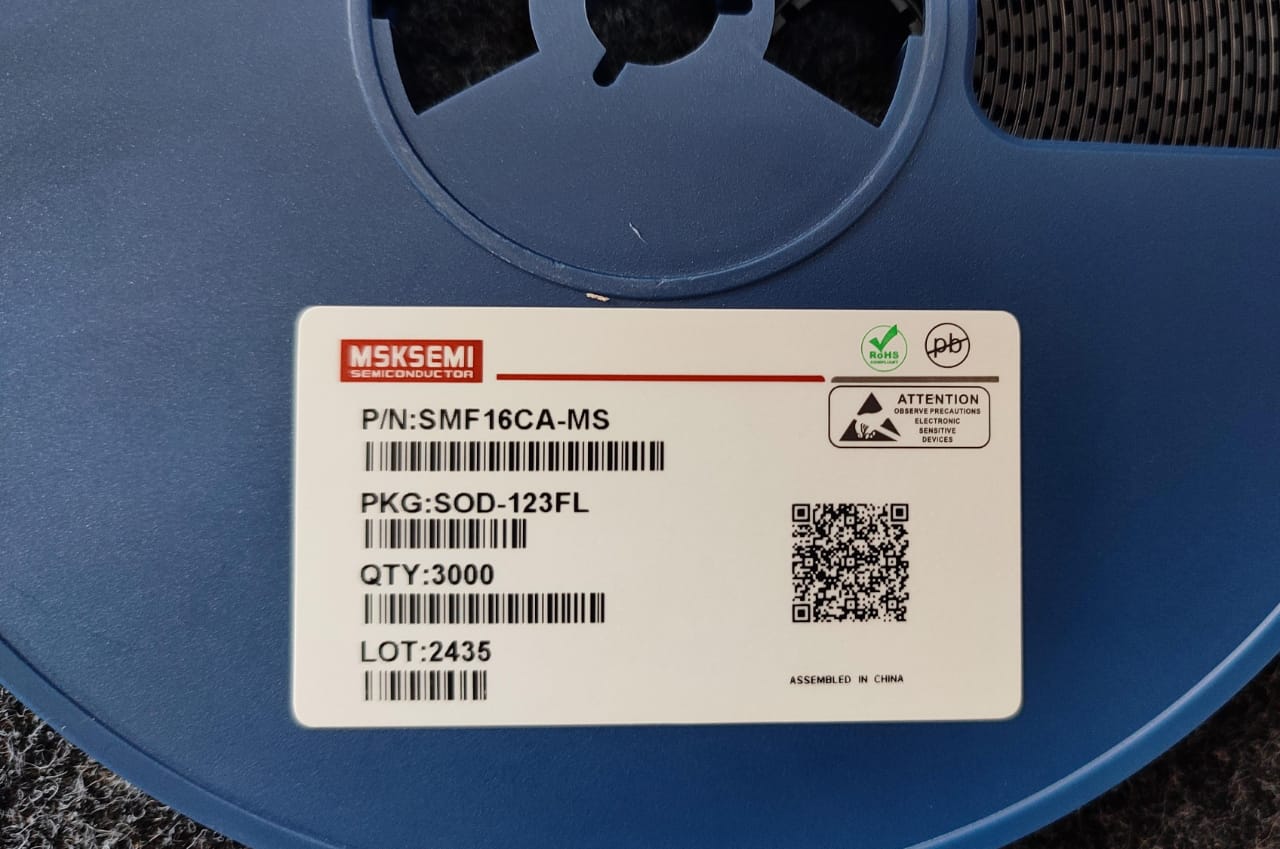 MSKSEMI
SEMICONDUCTOR
RoHS
COMPLIANT
pb
ATTENTION
OBSERVE PRECAUTIONS
ELECTRONIC
SENSITIVE
DEVICES
P/N:SMF16CA-MS
PKG:SOD-123FL
QTY:3000
LOT:2435
ASSEMBLED IN CHINA